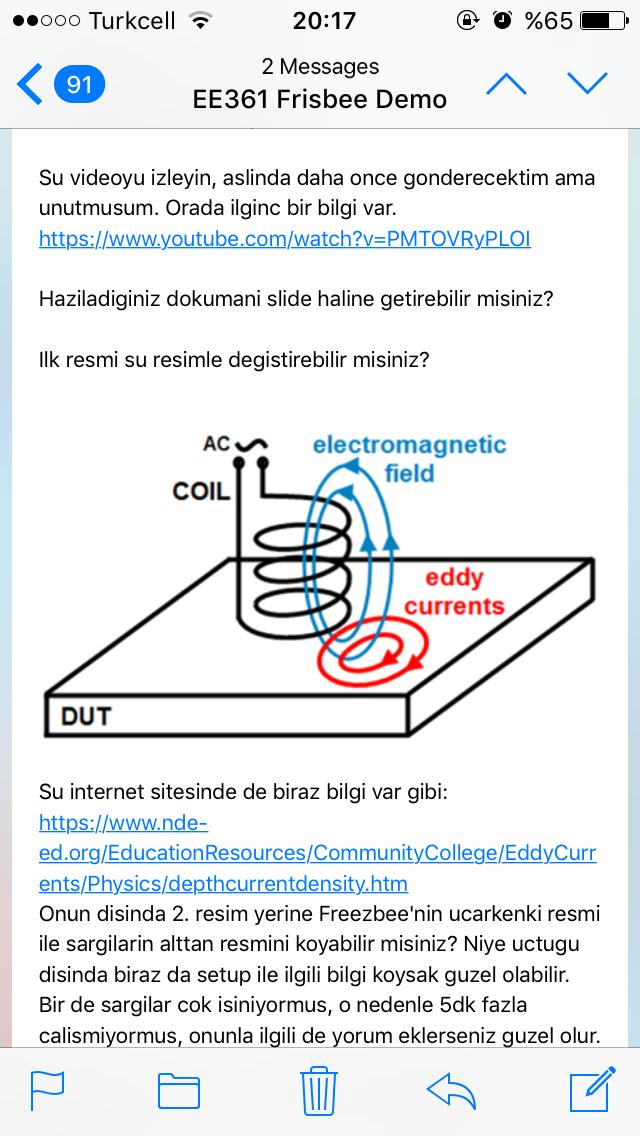 Turkcell 20:17 %65
91
2 Messages
EE361 Frisbee Demo
Su videoyu izleyin, aslinda daha once gonderecektim ama
unutmusum. Orada ilginc bir bilgi var.
https://www.youtube.com/watch?v=PMTOVRyPLOI
Haziladiginiz dokumani slide haline getirebilir misiniz?
Ilk resmi su resimle degistirebilir misiniz?
AC
COIL
electromagnetic
field
eddy
currents
DUT
Su internet sitesinde de biraz bilgi var gibi:
https://www.nde-
ed.org/EducationResources/CommunityCollege/EddyCurr
ents/Physics/depthcurrentdensity.htm
Onun disinda 2. resim yerine Freezbee'nin ucarkenki resmi
ile sargilarin alttan resmini koyabilir misiniz? Niye uctugu
disinda biraz da setup ile ilgili bilgi koysak guzel olabilir.
Bir de sargilar cok isiniyormus, o nedenle 5dk fazla
calismiyormus, onunla ilgili de yorum eklerseniz guzel olur.